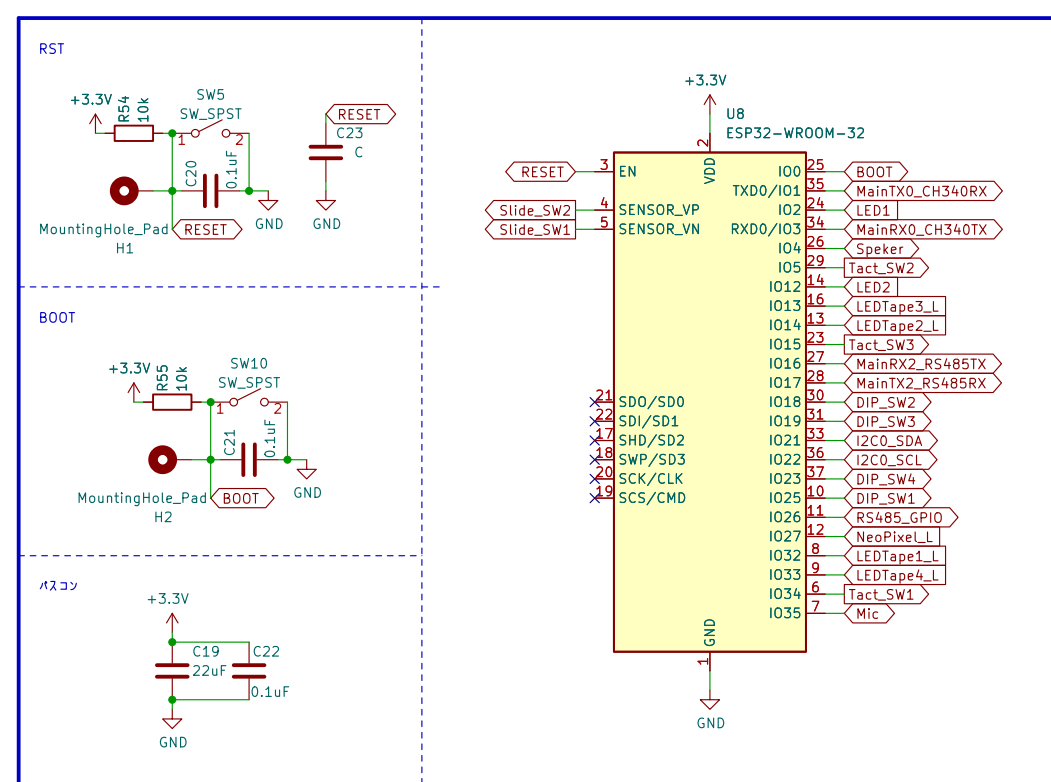 RST
+3.3V
R54
10k
SW5
SW_SPST
1
2
C20
0.1uF
MountingHole_Pad
H1
RESET
GND
RESET
C23
C
GND
BOOT
+3.3V
R55
10k
SW10
SW_SPST
1
2
C21
0.1uF
MountingHole_Pad
H2
BOOT
GND
パスコン
+3.3V
C19
22uF
C22
0.1uF
GND
+3.3V
U8
ESP32-WROOM-32
2
VDD
RESET 3 EN
Slide_SW2 4 SENSOR_VP
Slide_SW1 5 SENSOR_VN
21 SDO/SD0
22 SDI/SD1
17 SHD/SD2
18 SWP/SD3
20 SCK/CLK
19 SCS/CMD
IO0 25 BOOT
TXD0/IO1 35 MainTX0_CH340RX
IO2 24 LED1
RXD0/IO3 34 MainRX0_CH340TX
IO4 26 Speker
IO5 29 Tact_SW2
IO12 14 LED2
IO13 16 LEDTape3_L
IO14 13 LEDTape2_L
IO15 23 Tact_SW3
IO16 27 MainRX2_RS485TX
IO17 28 MainTX2_RS485RX
IO18 30 DIP_SW2
IO19 31 DIP_SW3
IO21 33 I2C0_SDA
IO22 36 I2C0_SCL
IO23 37 DIP_SW4
IO25 10 DIP_SW1
IO26 11 RS485_GPIO
IO27 12 NeoPixel_L
IO32 8 LEDTape1_L
IO33 9 LEDTape4_L
IO34 6 Tact_SW1
IO35 7 Mic
GND
1
GND